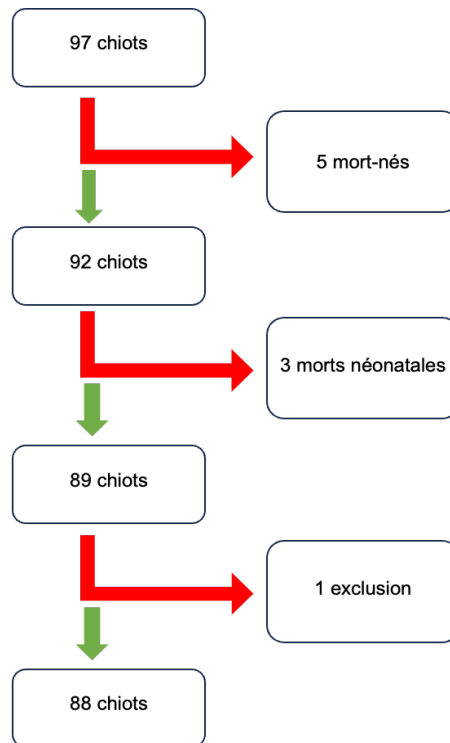 97 chiots
5 mort-nés
92 chiots
3 morts néonatales
89 chiots
1 exclusion
88 chiots